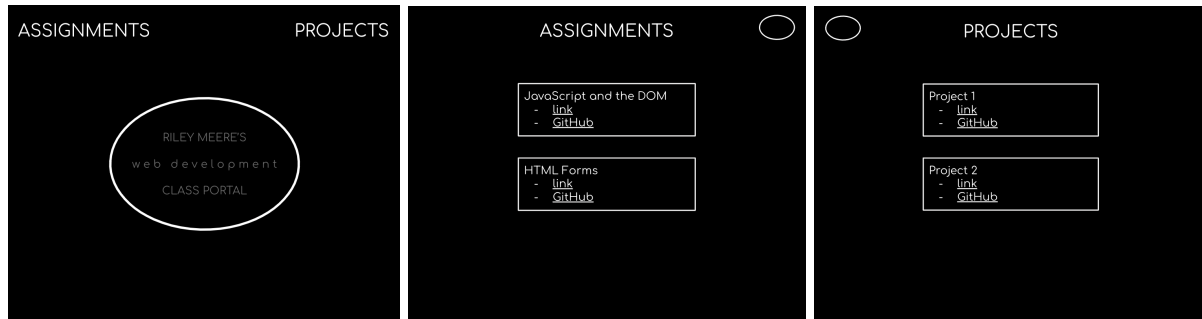 ASSIGNMENTS
PROJECTS
RILEY MEERE'S
web development
CLASS PORTAL
ASSIGNMENTS
JavaScript and the DOM
- link
- GitHub
HTML Forms
- link
- GitHub
PROJECTS
Project 1
- link
- GitHub
Project 2
- link
- GitHub